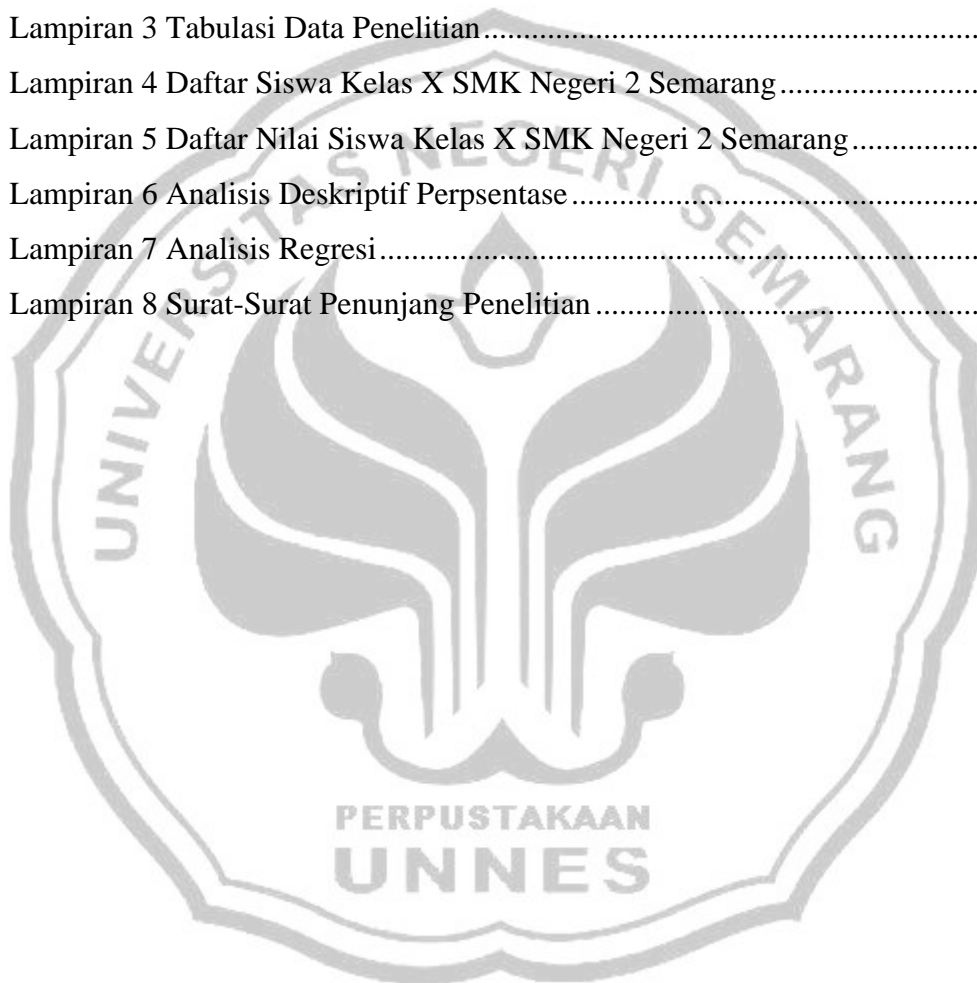 Lampiran 3 Tabulasi Data Penitian....................................................................
Lampiran 4 Daftar Siswa Kelas X SMK Negeri 2 Semarang.........................
Lampiran 5 Daftar Nilai Siswa Kelas X SMK Negeri 2 Semarang................
Lampiran 6 Analisis Deskriptif Perpsentase...................................................
Lampiran 7 Analisis Regresi...........................................................................
Lampiran 8 Surat-Surat Penunjang Penelitian................................................
UNIVERSITAS NEGERI SEMARANG
PERPUSTAKAAN
UNNES